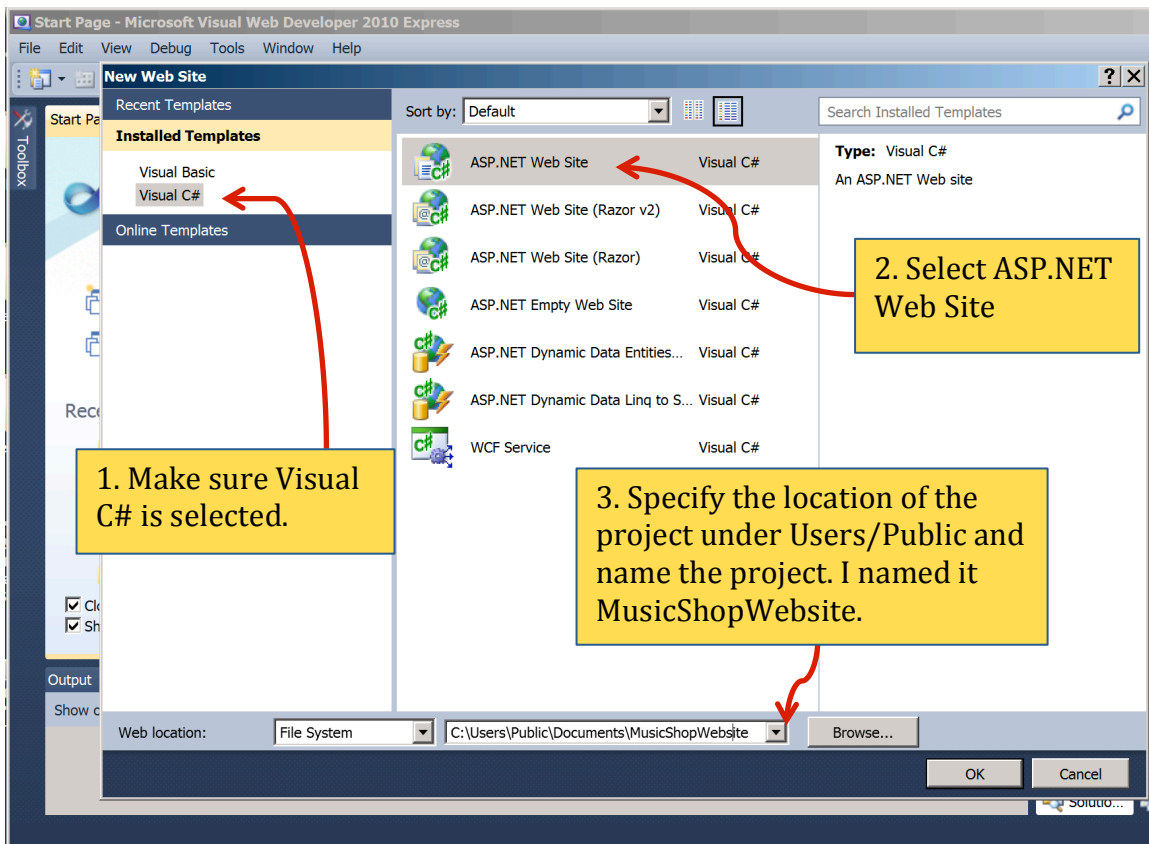 Start Page - Microsoft Visual Web Developer 2010 Express
File Edit View Debug Tools Window Help
New Web Site ? X
Toolbox
Start Pa
Recent Templates
Installed Templates
Visual Basic
Visual C#
Online Templates
Sort by: Default
Search Installed Templates
ASP.NET Web Site Visual C#
ASP.NET Web Site (Razor v2) Visual C#
ASP.NET Web Site (Razor) Visual C#
ASP.NET Empty Web Site Visual C#
ASP.NET Dynamic Data Entities... Visual C#
ASP.NET Dynamic Data Linq to S... Visual C#
WCF Service Visual C#
Type: Visual C#
An ASP.NET Web site
2. Select ASP.NET
Web Site
Rece
1. Make sure Visual
C# is selected.
3. Specify the location of the
project under Users/Public and
name the project. I named it
MusicShopWebsite.
Clo
Sh
Output
Show o
Web location: File System C:\Users\Public\Documents\MusicShopWebsite Browse...
OK Cancel
Solutio...